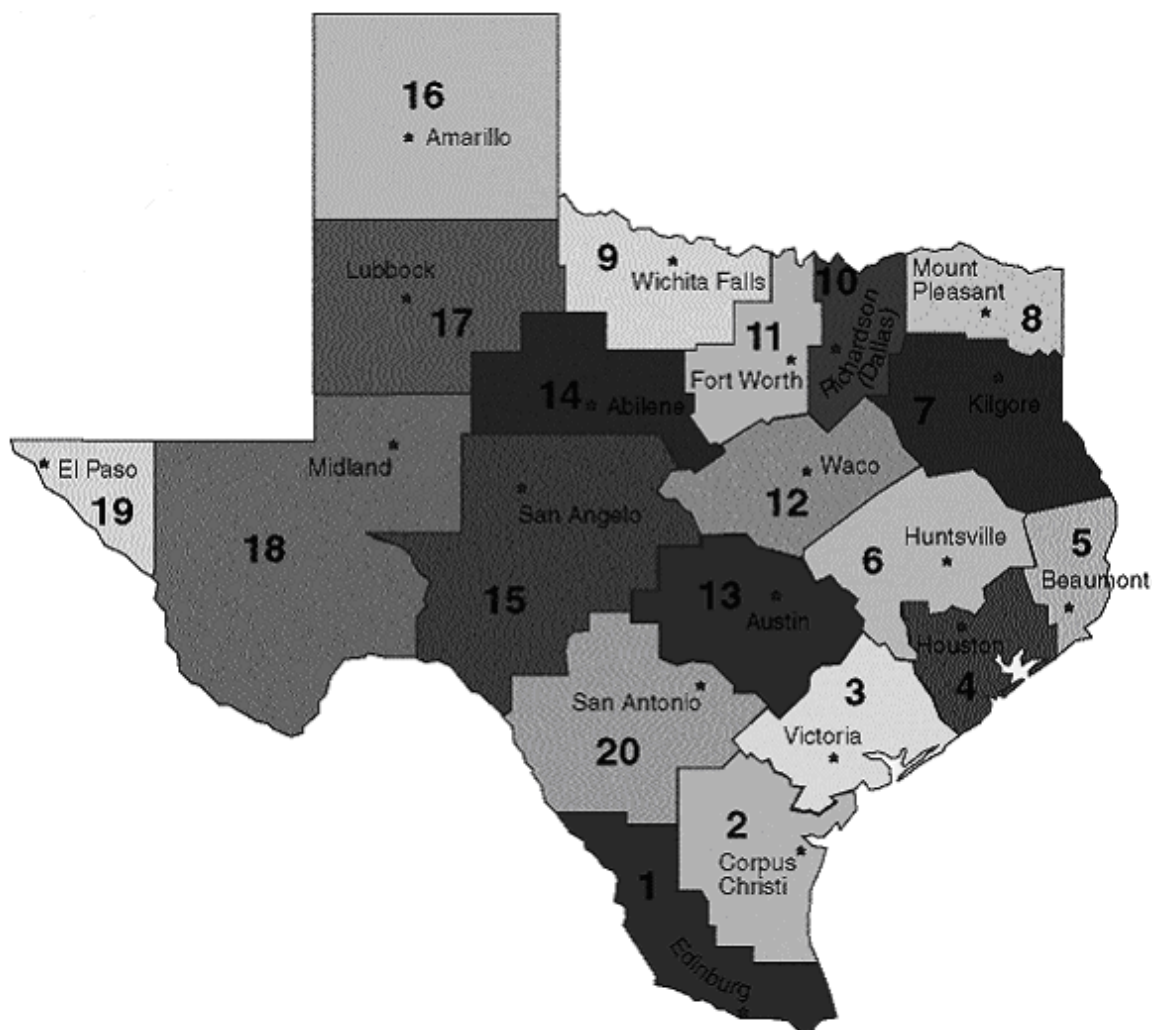 16
Amarillo
9
Wichita Falls
Lubbock
17
10
Richardson
(Dallas)
Mount
Pleasant
8
11
Fort Worth
14
Abilene
7
Kilgore
El Paso
19
Midland
18
San Angelo
15
Waco
12
Huntsville
6
5
Beaumont
13
Austin
Houston
4
San Antonio
20
3
Victoria
2
Corpus
Christi
1
Edinburg